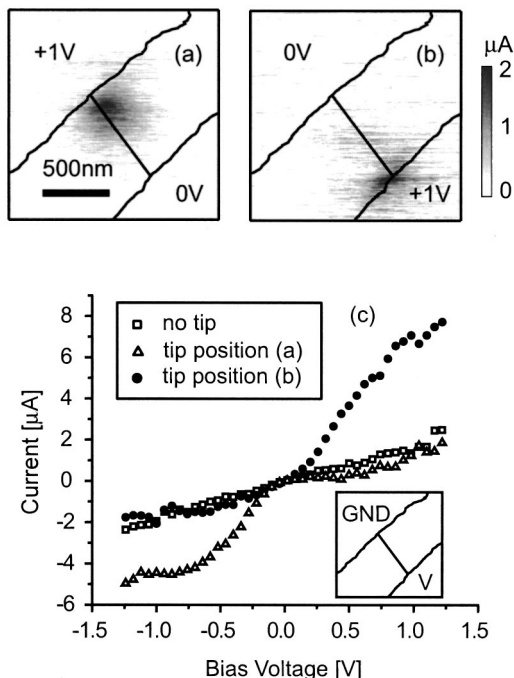 +1V
(a)
500nm
0V
0V
(b)
+1V
μA
2
1
0
(c)
no tip
tip position (a)
tip position (b)
Current [μA]
8
6
4
2
0
-2
-4
-6
GND
V
-1.5 -1.0 -0.5 0.0 0.5 1.0 1.5
Bias Voltage [V]